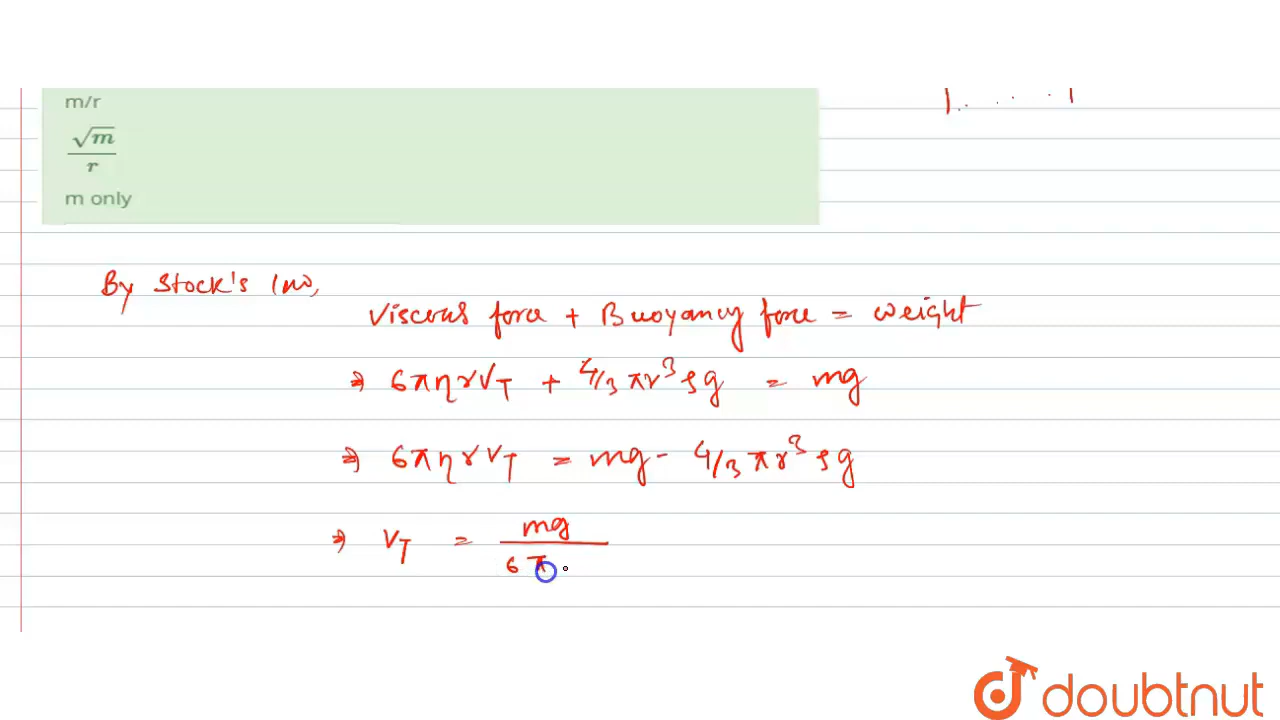 m/r
√m/r
m only
By Stock's law,
Viscous force + Buoyancy force = weight
⇒ 6πηrV_T + 4/3 πr³ρg = mg
⇒ 6πηrV_T = mg - 4/3 πr³ρg
⇒ V_T = mg/6π
doubtnut